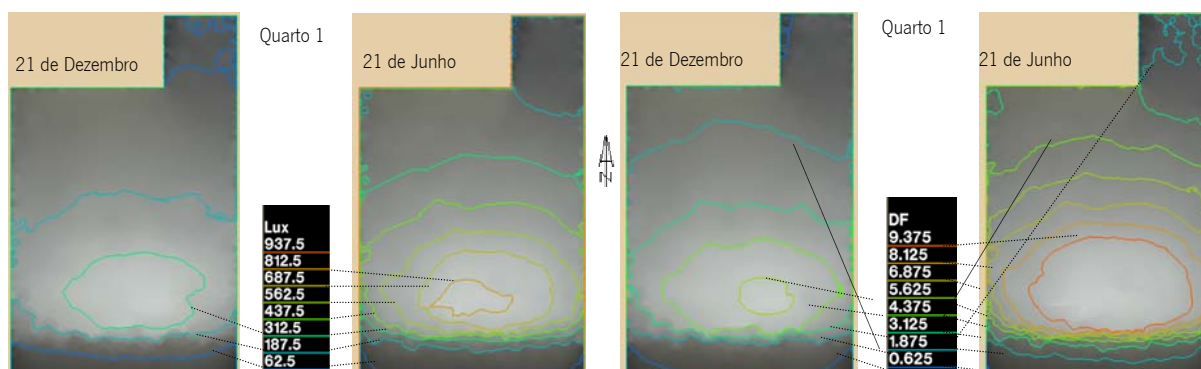 Quarto 1
21 de Dezembro
21 de Junho
Lux
937.5
812.5
687.5
562.5
437.5
312.5
187.5
62.5
N
Quarto 1
21 de Dezembro
21 de Junho
DF
9.375
8.125
6.875
5.625
4.375
3.125
1.875
0.625